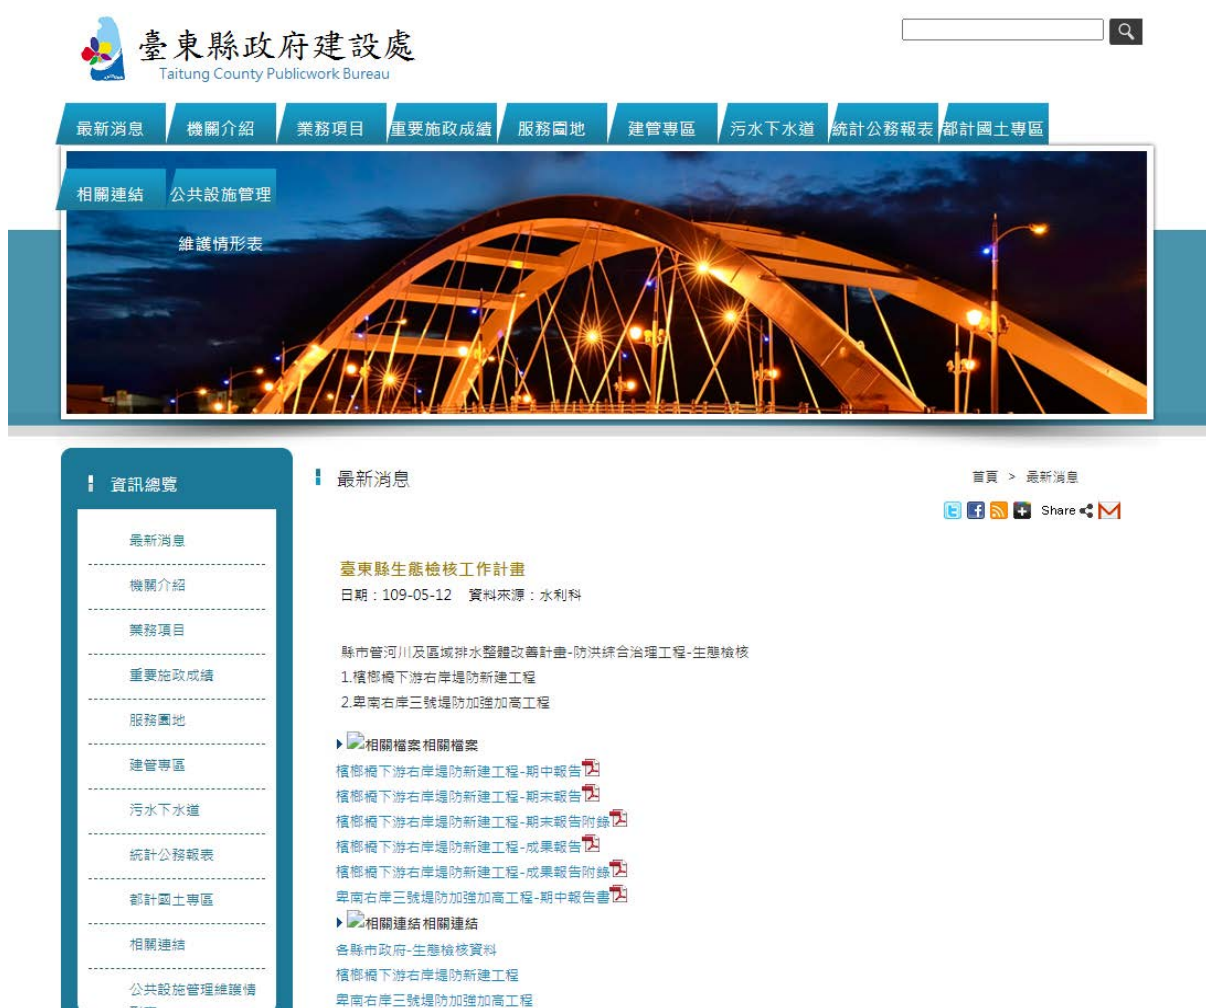 臺東縣政府建設處
Taitung County Publicwork Bureau
最新消息 機關介紹 業務項目 重要施政成績 服務園地 建管專區 污水下水道 統計公務報表 都計國土專區
相關連結 公共設施管理
維護情形表
資訊總覽
最新消息
機關介紹
業務項目
重要施政成績
服務園地
建管專區
污水下水道
統計公務報表
都計國土專區
相關連結
公共設施管理維護情
最新消息
首頁 > 最新消息
Share
臺東縣生態檢核工作計畫
日期：109-05-12 資料來源：水利科
縣市管河川及區域排水整體改善計畫-防洪綜合治理工程-生態檢核
1.檳榔橋下游右岸堤防新建工程
2.卑南右岸三號堤防加強加高工程
相關檔案相關檔案
檳榔橋下游右岸堤防新建工程-期中報告
檳榔橋下游右岸堤防新建工程-期末報告
檳榔橋下游右岸堤防新建工程-期末報告附錄
檳榔橋下游右岸堤防新建工程-成果報告
檳榔橋下游右岸堤防新建工程-成果報告附錄
卑南右岸三號堤防加強加高工程-期中報告書
相關連結相關連結
各縣市政府-生態檢核資料
檳榔橋下游右岸堤防新建工程
卑南右岸三號堤防加強加高工程